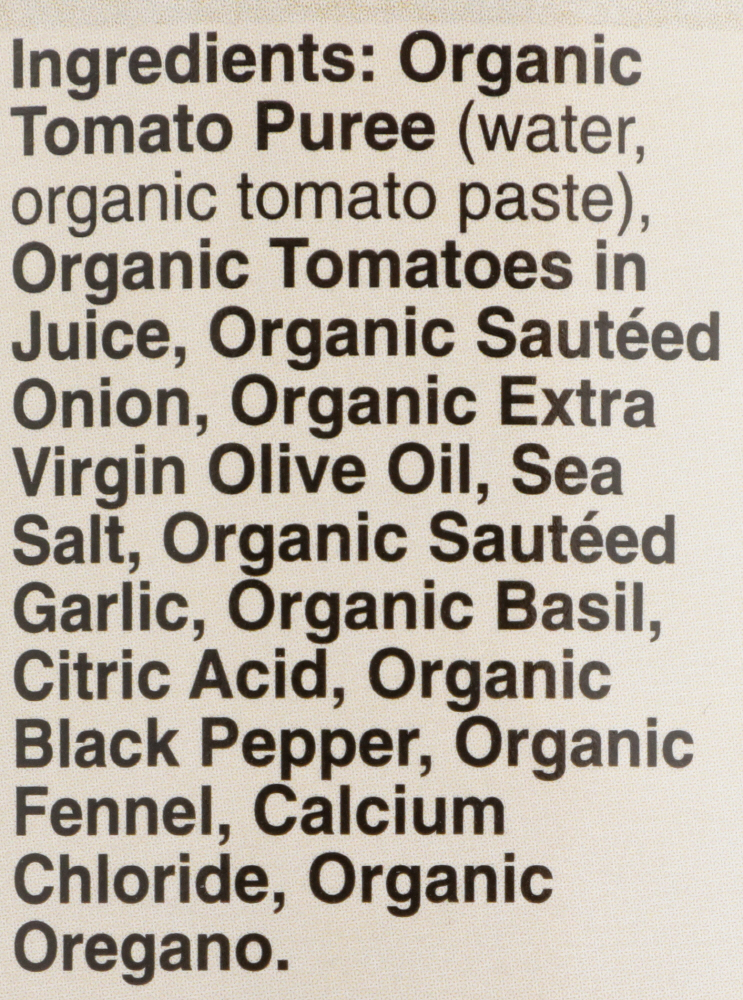 Ingredients: Organic
Tomato Puree (water,
organic tomato paste),
Organic Tomatoes in
Juice, Organic Sautéed
Onion, Organic Extra
Virgin Olive Oil, Sea
Salt, Organic Sautéed
Garlic, Organic Basil,
Citric Acid, Organic
Black Pepper, Organic
Fennel, Calcium
Chloride, Organic
Oregano.